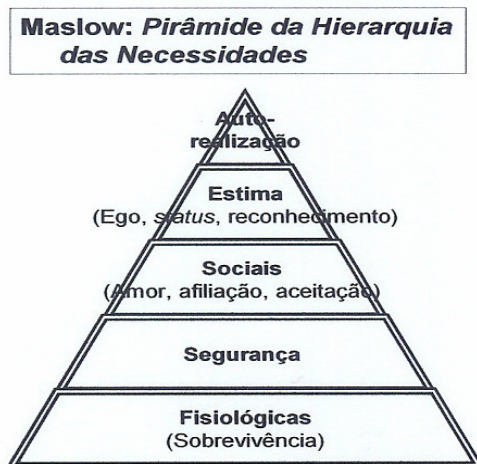 Maslow: Pirâmide da Hierarquia
das Necessidades
Auto-
realização
Estima
(Ego, status, reconhecimento)
Sociais
(Amor, afiliação, aceitação)
Segurança
Fisiológicas
(Sobrevivência)